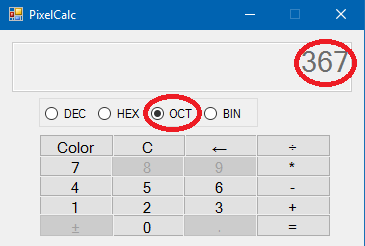 PixelCalc
367
DEC HEX OCT BIN
Color C ← ÷
7 8 9 *
4 5 6 -
1 2 3 +
± 0 . =